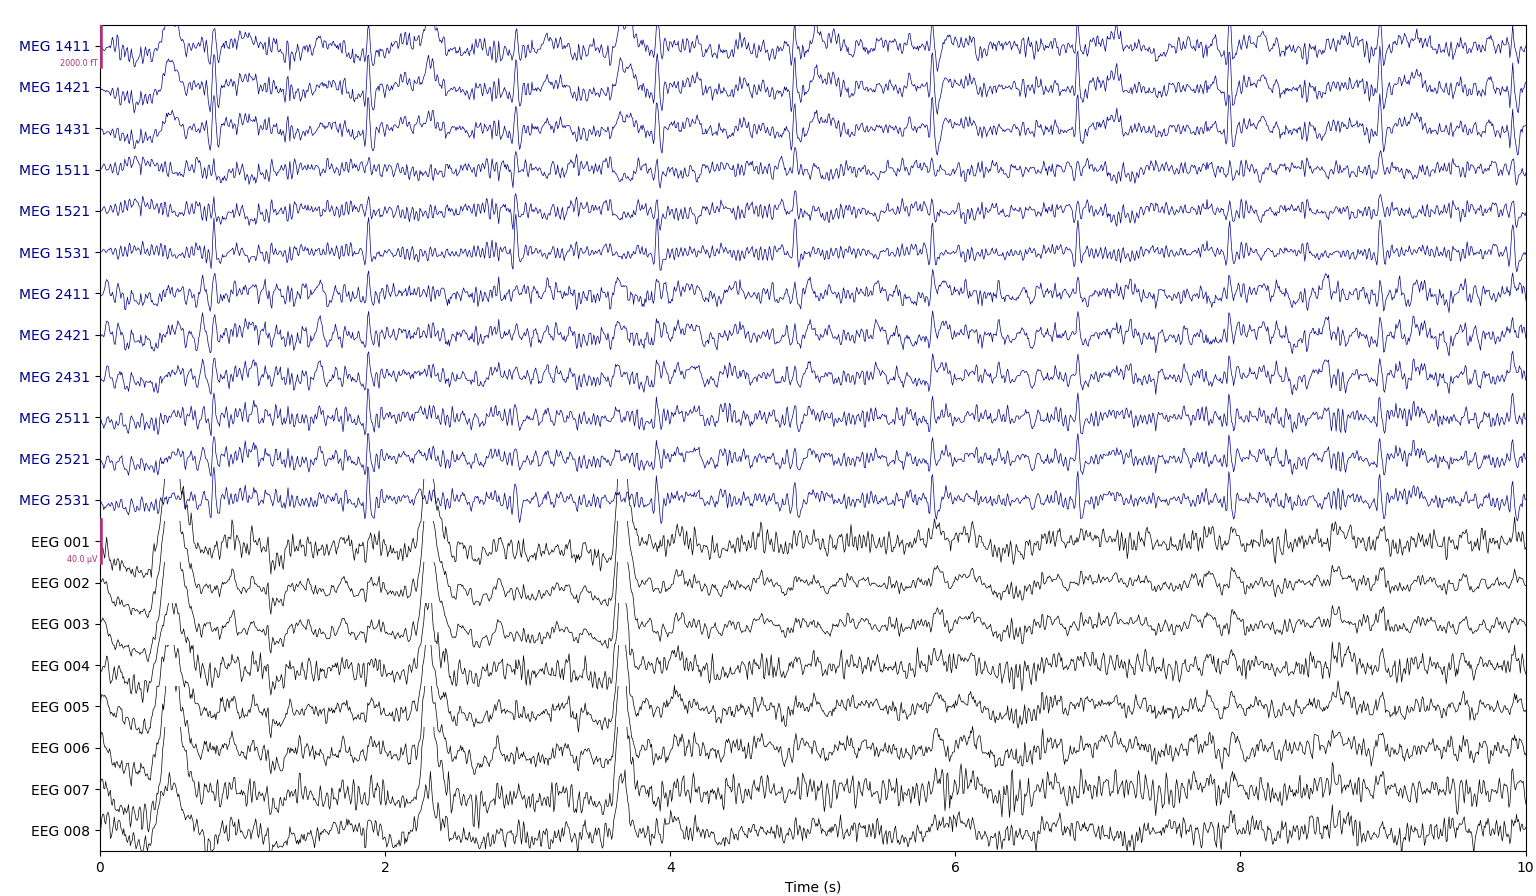 MEG 1411
2000.0 fT
MEG 1421
MEG 1431
MEG 1511
MEG 1521
MEG 1531
MEG 2411
MEG 2421
MEG 2431
MEG 2511
MEG 2521
MEG 2531
EEG 001
40.0 µV
EEG 002
EEG 003
EEG 004
EEG 005
EEG 006
EEG 007
EEG 008
0 2 4 6 8 10
Time (s)